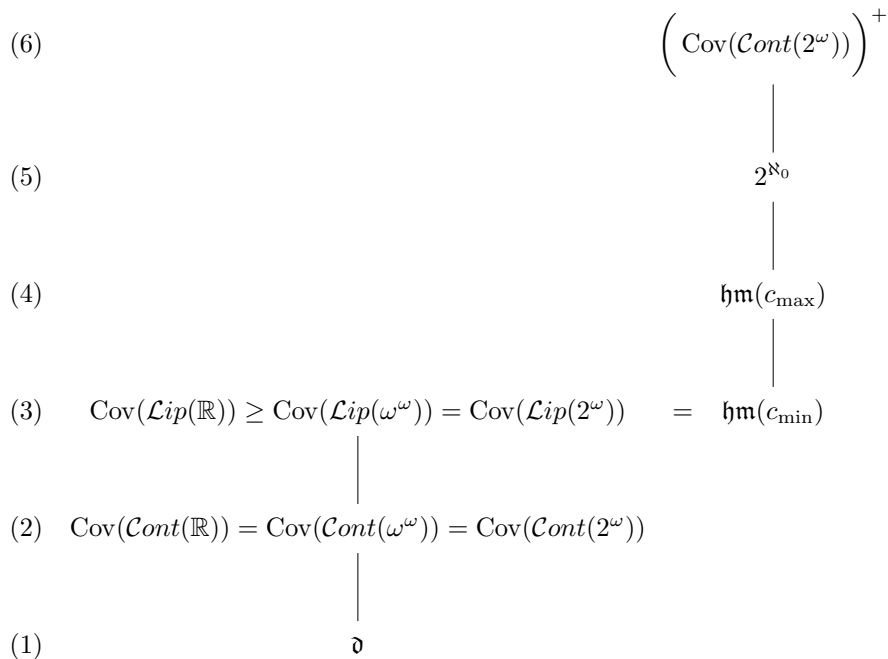 (6) (Cov(𝒞ont(2^ω)))^+
(5) 2^{ℵ₀}
(4) 𝔥𝔪(c_max)
(3) Cov(ℒip(ℝ)) ≥ Cov(ℒip(ω^ω)) = Cov(ℒip(2^ω)) = 𝔥𝔪(c_min)
(2) Cov(𝒞ont(ℝ)) = Cov(𝒞ont(ω^ω)) = Cov(𝒞ont(2^ω))
(1) 𝔡